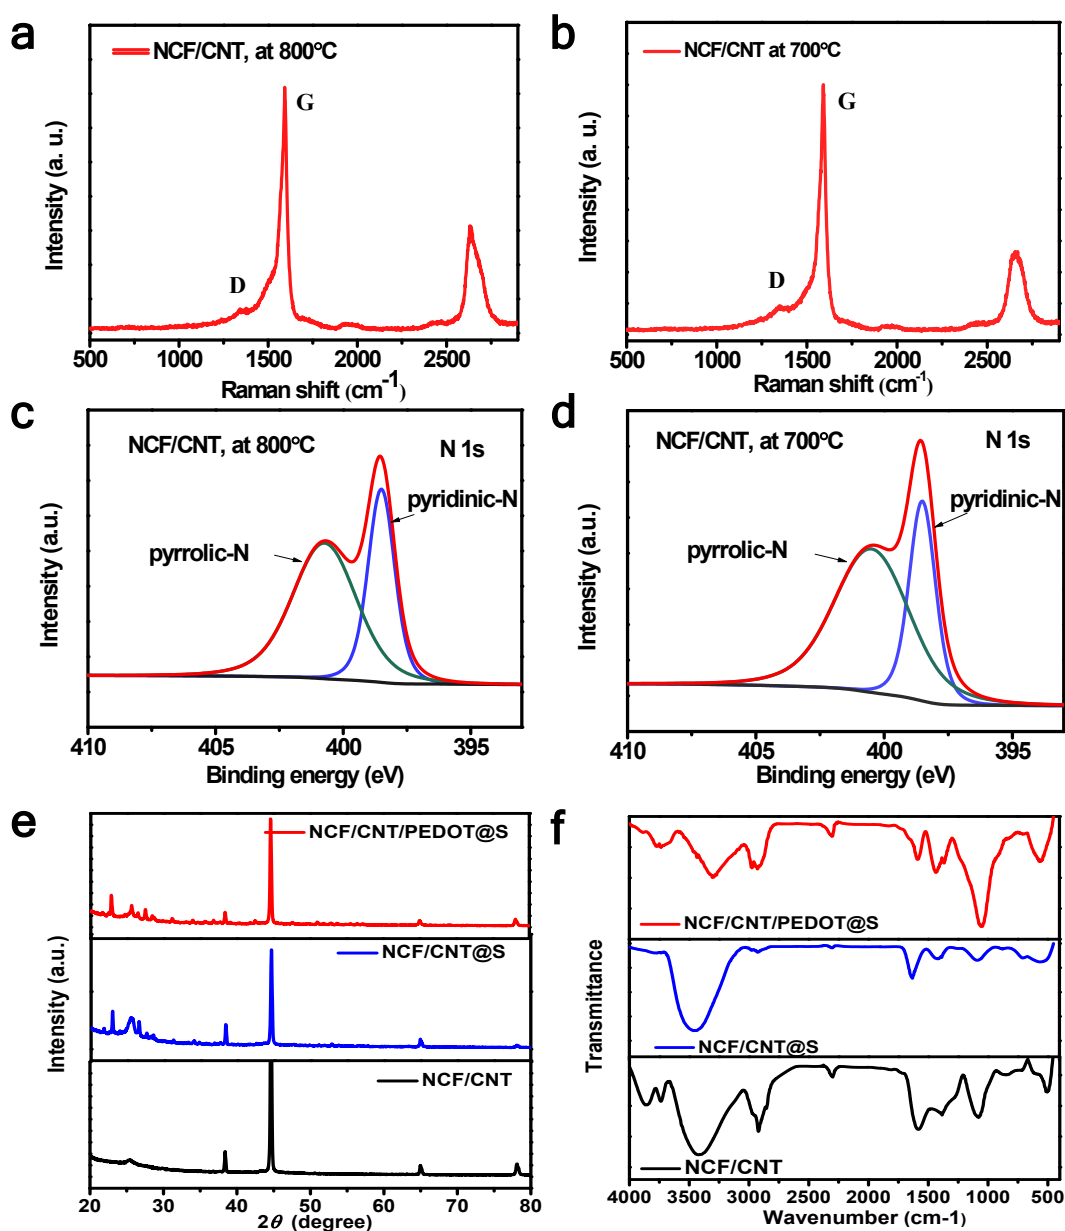 a
NCF/CNT, at 800°C
G
D
Intensity (a. u.)
500 1000 1500 2000 2500
Raman shift (cm-1)
b
NCF/CNT at 700°C
G
D
Intensity (a. u.)
500 1000 1500 2000 2500
Raman shift (cm-1)
c
NCF/CNT, at 800°C
N 1s
pyridinic-N
pyrrolic-N
Intensity (a.u.)
410 405 400 395
Binding energy (eV)
d
NCF/CNT, at 700°C
N 1s
pyridinic-N
pyrrolic-N
Intensity (a.u.)
410 405 400 395
Binding energy (eV)
e
NCF/CNT/PEDOT@S
NCF/CNT@S
NCF/CNT
Intensity (a.u.)
20 30 40 50 60 70 80
2θ (degree)
f
NCF/CNT/PEDOT@S
NCF/CNT@S
NCF/CNT
Transmittance
4000 3500 3000 2500 2000 1500 1000 500
Wavenumber (cm-1)